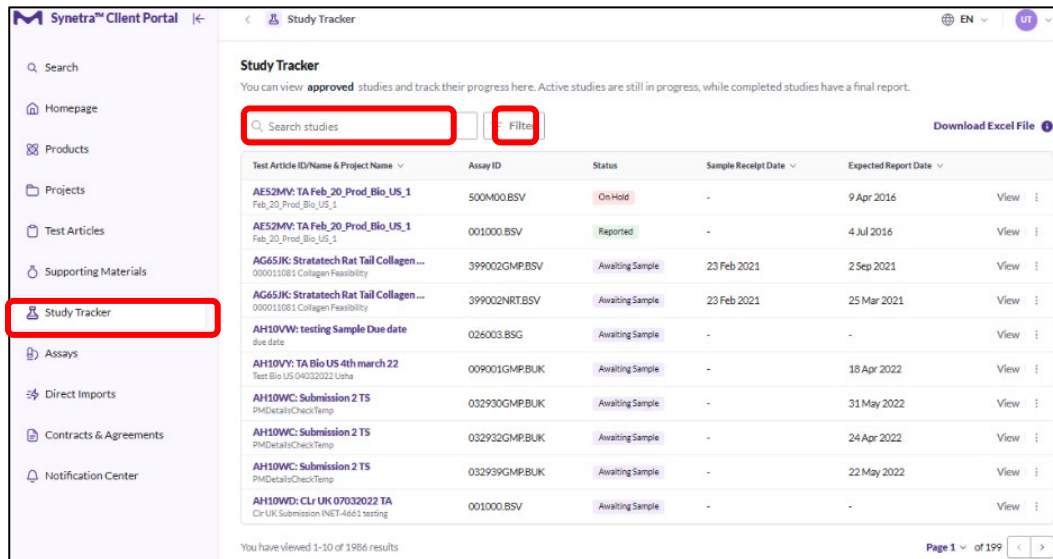 Synetra™ Client Portal
Study Tracker
EN
UT
Search
Homepage
Products
Projects
Test Articles
Supporting Materials
Study Tracker
Assays
Direct Imports
Contracts & Agreements
Notification Center
Study Tracker
You can view approved studies and track their progress here. Active studies are still in progress, while completed studies have a final report.
Search studies
Filter
Download Excel File
Test Article ID/Name & Project Name Assay ID Status Sample Receipt Date Expected Report Date
AE52MV: TA Feb_20_Prod_Bio_US_1 500M00.BSV On Hold - 9 Apr 2016 View
Feb_20_Prod_Bio_US_1
AE52MV: TA Feb_20_Prod_Bio_US_1 001000.BSV Reported - 4 Jul 2016 View
Feb_20_Prod_Bio_US_1
AG65JK: Stratatech Rat Tail Collagen ... 399002GMP.BSV Awaiting Sample 23 Feb 2021 2 Sep 2021 View
000011081 Collagen Feasibility
AG65JK: Stratatech Rat Tail Collagen ... 399002NRT.BSV Awaiting Sample 23 Feb 2021 25 Mar 2021 View
000011081 Collagen Feasibility
AH10VW: testing Sample Due date 026003.BSG Awaiting Sample - - View
due date
AH10VY: TA Bio US 4th march 22 009001GMP.BUK Awaiting Sample - 18 Apr 2022 View
Test Bio US 04032022 Usha
AH10WC: Submission 2 TS 032930GMP.BUK Awaiting Sample - 31 May 2022 View
PMDetailsCheckTemp
AH10WC: Submission 2 TS 032932GMP.BUK Awaiting Sample - 24 Apr 2022 View
PMDetailsCheckTemp
AH10WC: Submission 2 TS 032939GMP.BUK Awaiting Sample - 22 May 2022 View
PMDetailsCheckTemp
AH10WD: CLr UK 07032022 TA 001000.BSV Awaiting Sample - - View
Clr UK Submission INET-4661 testing
You have viewed 1-10 of 1986 results
Page 1 of 199